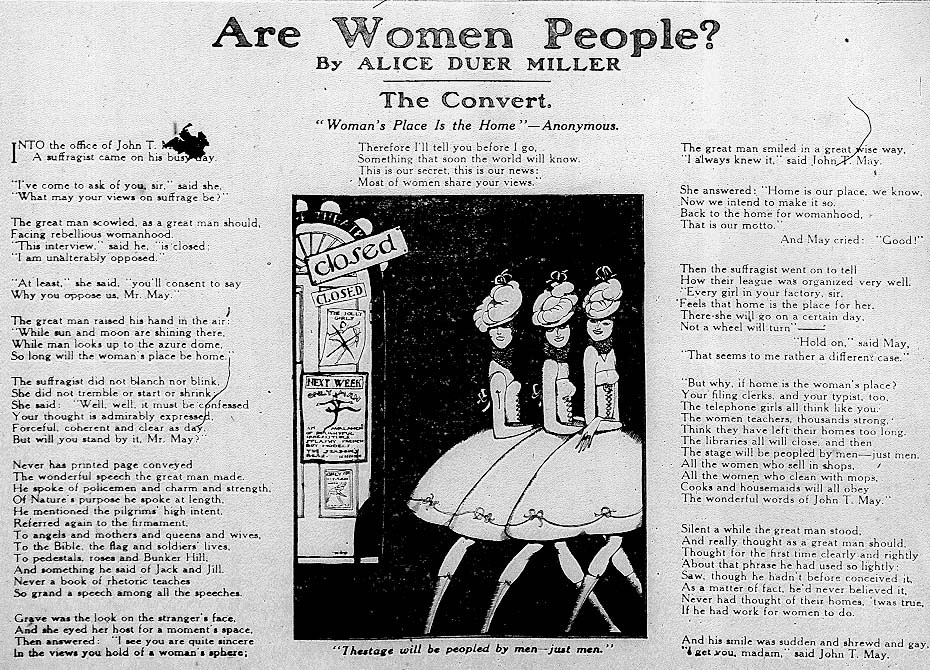 Are Women People?
By ALICE DUER MILLER
The Convert.
"Woman's Place Is the Home"—Anonymous.
INTO the office of John T.
A suffragist came on his busy day.
"I've come to ask of you, sir," said she,
"What may your views on suffrage be?"
The great man scowled, as a great man should,
Facing rebellious womanhood.
"This interview," said he, "is closed;
"I am unalterably opposed."
"At least," she said, "you'll consent to say
Why you oppose us, Mr. May."
The great man raised his hand in the air:
"While sun and moon are shining there,
While man looks up to the azure dome,
So long will the woman's place be home."
The suffragist did not blanch nor blink,
She did not tremble or start or shrink,
She said: "Well, well, it must be confessed
Your thought is admirably expressed,
Forceful, coherent and clear as day,
But will you stand by it, Mr. May?"
Never has printed page conveyed
The wonderful speech the great man made.
He spoke of policemen and charm and strength,
Of Nature's purpose he spoke at length,
He mentioned the pilgrims' high intent,
Referred again to the firmament,
To angels and mothers and queens and wives,
To the Bible, the flag and soldiers' lives,
To pedestals, roses and Bunker Hill,
And something he said of Jack and Jill.
Never a book of rhetoric teaches
So grand a speech among all the speeches.
Grave was the look on the stranger's face,
And she eyed her host for a moment's space,
Then answered: "I see you are quite sincere
In the views you hold of a woman's sphere;
Therefore I'll tell you before I go,
Something that soon the world will know.
This is our secret, this is our news:
Most of women share your views."
closed
CLOSED
THE JOLLY
GIRLS
NEXT WEEK
ONLY
"Thestage will be peopled by men—just men."
The great man smiled in a great wise way,
"I always knew it," said John T. May.
She answered: "Home is our place, we know,
Now we intend to make it so.
Back to the home for womanhood,
That is our motto."
And May cried: "Good!"
Then the suffragist went on to tell
How their league was organized very well.
"Every girl in your factory, sir,
Feels that home is the place for her.
There she will go on a certain day,
Not a wheel will turn"——
"Hold on," said May,
"That seems to me rather a different case."
"But why, if home is the woman's place?
Your filing clerks, and your typist, too,
The telephone girls all think like you.
The women teachers, thousands strong,
Think they have left their homes too long.
The libraries all will close, and then
The stage will be peopled by men—just men.
All the women who sell in shops,
All the women who clean with mops,
Cooks and housemaids will all obey
The wonderful words of John T. May."
Silent a while the great man stood,
And really thought as a great man should,
Thought for the first time clearly and rightly
About that phrase he had used so lightly;
Saw, though he hadn't before conceived it,
As a matter of fact, he'd never believed it,
Never had thought of their homes, 'twas true,
If he had work for women to do.
And his smile was sudden and shrewd and gay,
"I get you, madam," said John T. May.